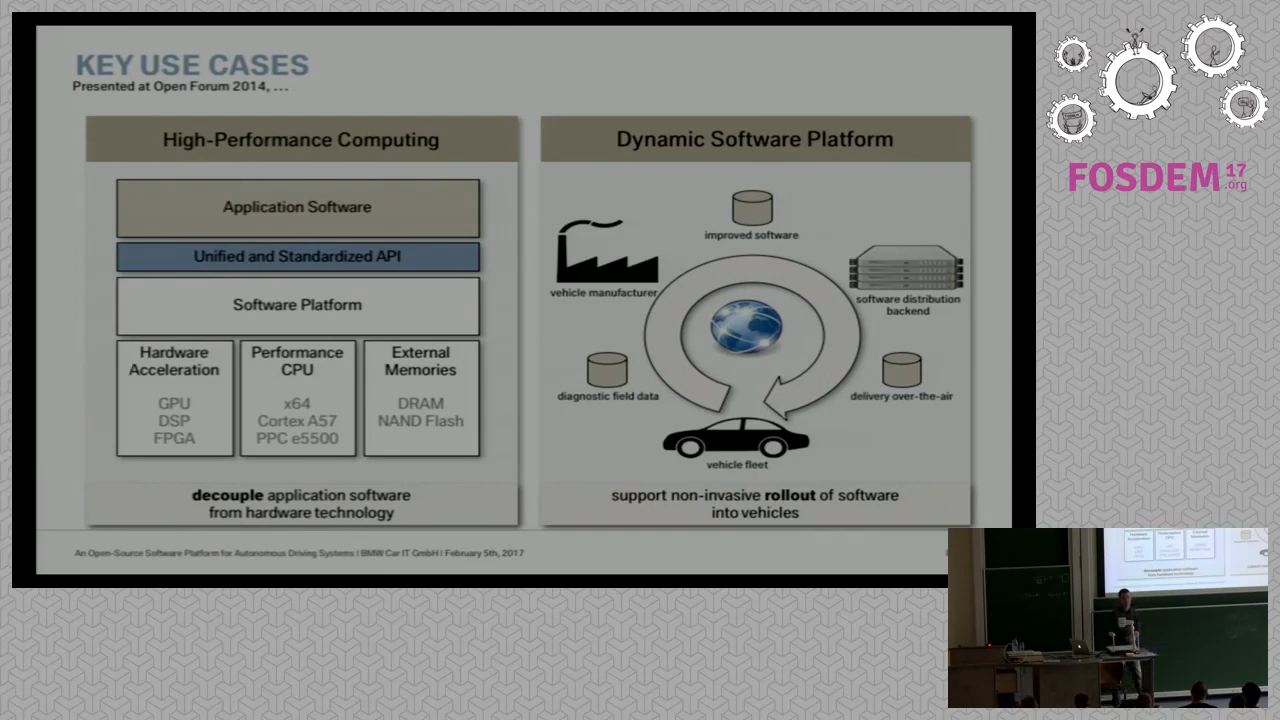 KEY USE CASES
Presented at Open Forum 2014, ...
High-Performance Computing
Application Software
Unified and Standardized API
Software Platform
Hardware
Acceleration
GPU
DSP
FPGA
Performance
CPU
x64
Cortex A57
PPC e5500
External
Memories
DRAM
NAND Flash
decouple application software
from hardware technology
Dynamic Software Platform
improved software
vehicle manufacturer
software distribution
backend
diagnostic field data
delivery over-the-air
vehicle fleet
support non-invasive rollout of software
into vehicles
An Open-Source Software Platform for Autonomous Driving Systems I BMW Car IT GmbH I February 5th, 2017
FOSDEM 17
.org